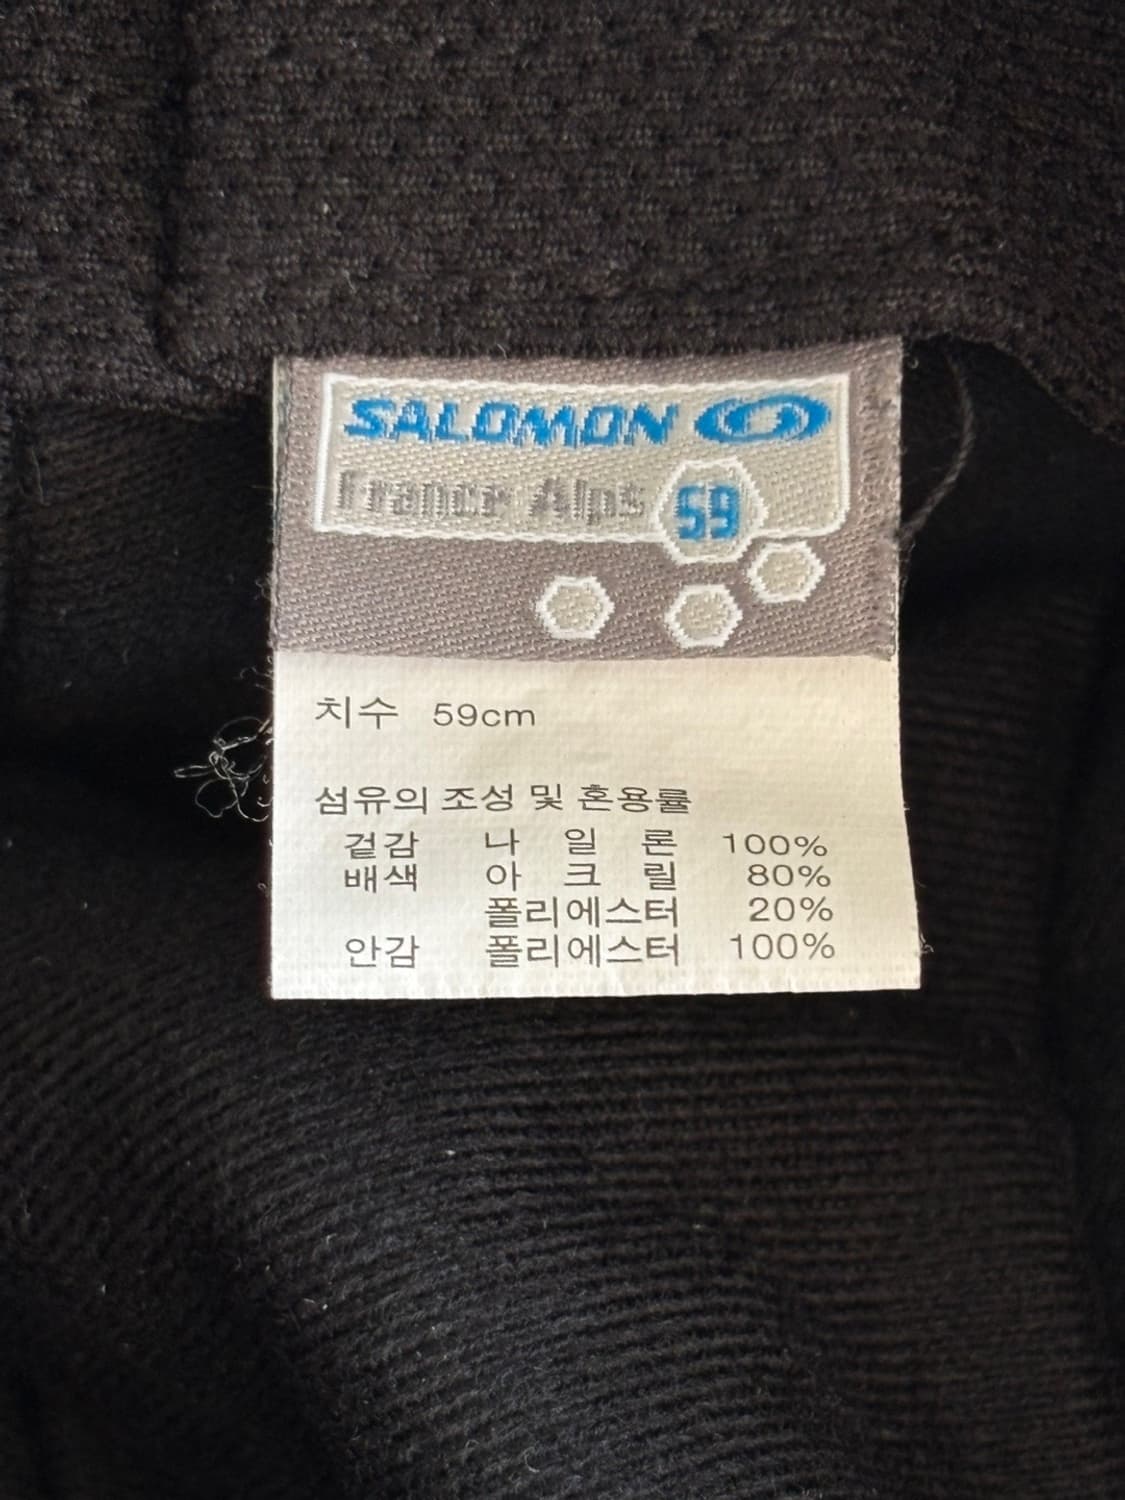 SALOMON
France Alps 59
치수 59cm
섬유의 조성 및 혼용률
겉감 나 일 론 100%
배색 아 크 릴 80%
폴리에스터 20%
안감 폴리에스터 100%